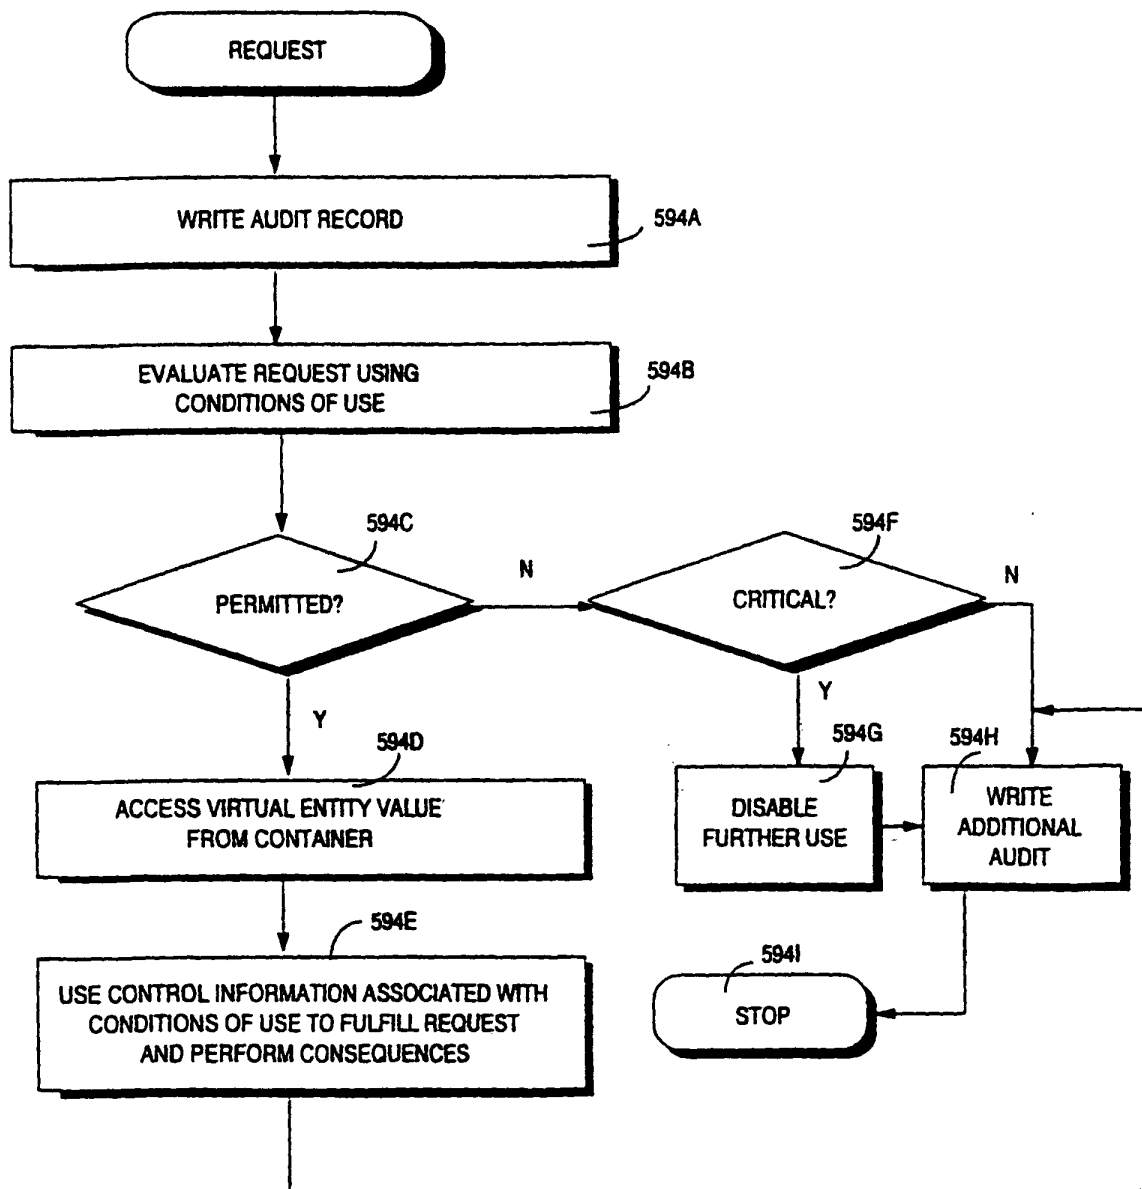 REQUEST
WRITE AUDIT RECORD
594A
EVALUATE REQUEST USING
CONDITIONS OF USE
594B
594C
PERMITTED?
N
Y
594F
CRITICAL?
N
Y
594D
ACCESS VIRTUAL ENTITY VALUE
FROM CONTAINER
594G
DISABLE
FURTHER USE
594H
WRITE
ADDITIONAL
AUDIT
594E
USE CONTROL INFORMATION ASSOCIATED WITH
CONDITIONS OF USE TO FULFILL REQUEST
AND PERFORM CONSEQUENCES
594I
STOP